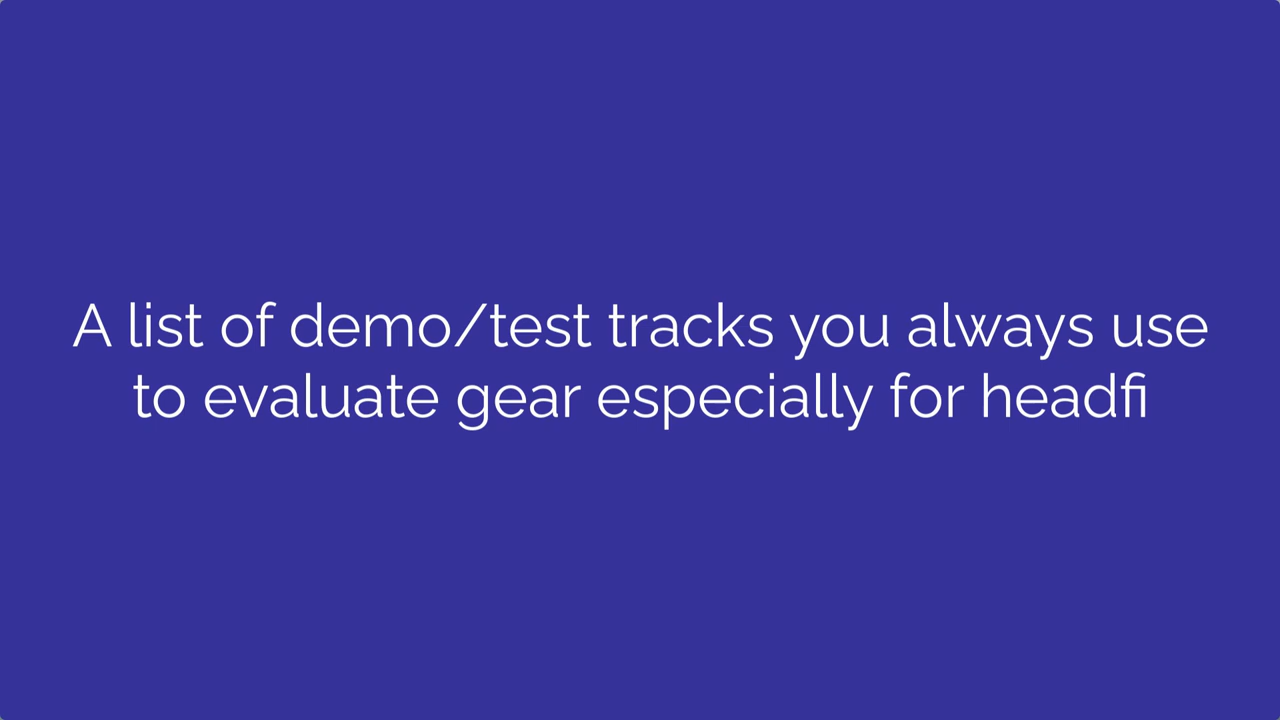 A list of demo/test tracks you always use
to evaluate gear especially for headfi